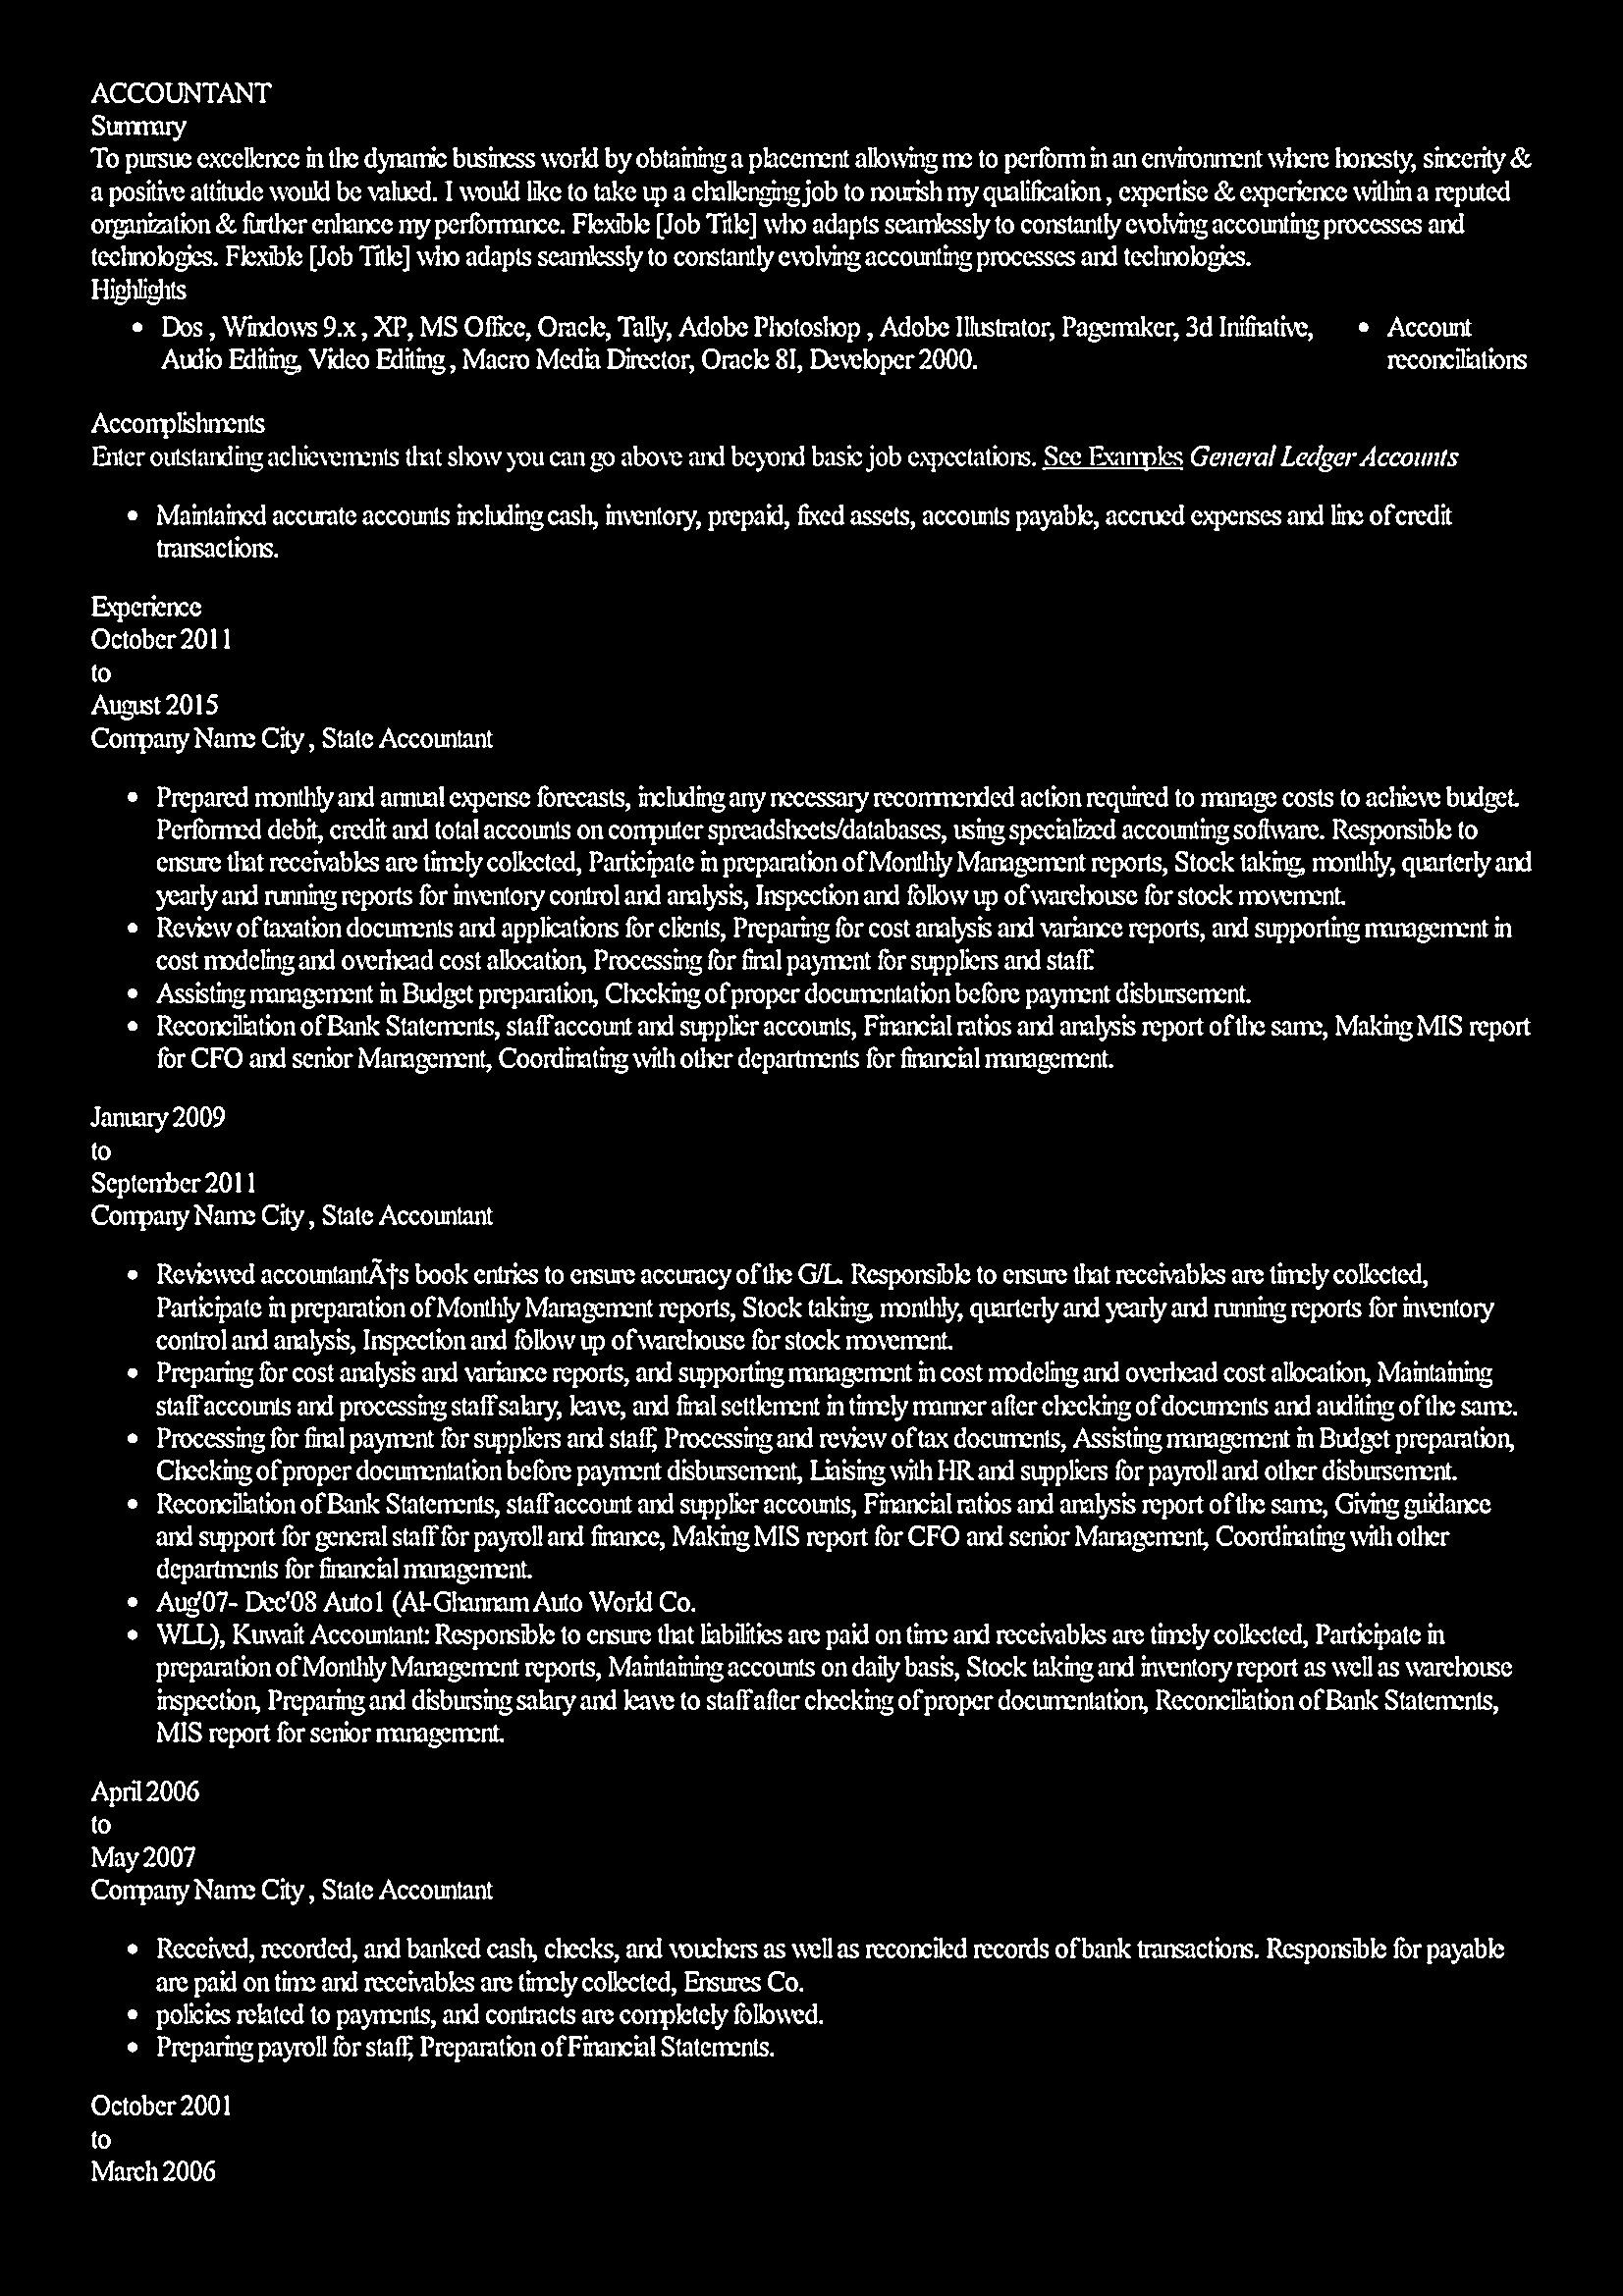 ACCOUNTANT
Summary
To pursue excellence in the dynamic business world by obtaining a placement allowing me to perform in an environment where honesty, sincerity &
a positive attitude would be valued. I would like to take up a challenging job to nourish my qualification , expertise & experience within a reputed
organization & further enhance my performance. Flexible [Job Title] who adapts seamlessly to constantly evolving accounting processes and
technologies. Flexible [Job Title] who adapts seamlessly to constantly evolving accounting processes and technologies.
Highlights
• Dos , Windows 9.x , XP, MS Office, Oracle, Tally, Adobe Photoshop , Adobe Illustrator, Pagemaker, 3d Inifinative,
Audio Editing, Video Editing , Macro Media Director, Oracle 8I, Developer 2000.
• Account
reconciliations
Accomplishments
Enter outstanding achievements that show you can go above and beyond basic job expectations. See Examples General Ledger Accounts
• Maintained accurate accounts including cash, inventory, prepaid, fixed assets, accounts payable, accrued expenses and line of credit
transactions.
Experience
October 2011
to
August 2015
Company Name City , State Accountant
• Prepared monthly and annual expense forecasts, including any necessary recommended action required to manage costs to achieve budget.
Performed debit, credit and total accounts on computer spreadsheets/databases, using specialized accounting software. Responsible to
ensure that receivables are timely collected, Participate in preparation of Monthly Management reports, Stock taking, monthly, quarterly and
yearly and running reports for inventory control and analysis, Inspection and follow up of warehouse for stock movement.
• Review of taxation documents and applications for clients, Preparing for cost analysis and variance reports, and supporting management in
cost modeling and overhead cost allocation, Processing for final payment for suppliers and staff.
• Assisting management in Budget preparation, Checking of proper documentation before payment disbursement.
• Reconciliation of Bank Statements, staff account and supplier accounts, Financial ratios and analysis report of the same, Making MIS report
for CFO and senior Management, Coordinating with other departments for financial management.
January 2009
to
September 2011
Company Name City , State Accountant
• Reviewed accountantÃ†s book entries to ensure accuracy of the G/L. Responsible to ensure that receivables are timely collected,
Participate in preparation of Monthly Management reports, Stock taking, monthly, quarterly and yearly and running reports for inventory
control and analysis, Inspection and follow up of warehouse for stock movement.
• Preparing for cost analysis and variance reports, and supporting management in cost modeling and overhead cost allocation, Maintaining
staff accounts and processing staff salary, leave, and final settlement in timely manner after checking of documents and auditing of the same.
• Processing for final payment for suppliers and staff, Processing and review of tax documents, Assisting management in Budget preparation,
Checking of proper documentation before payment disbursement, Liaising with HR and suppliers for payroll and other disbursement.
• Reconciliation of Bank Statements, staff account and supplier accounts, Financial ratios and analysis report of the same, Giving guidance
and support for general staff for payroll and finance, Making MIS report for CFO and senior Management, Coordinating with other
departments for financial management.
• Aug'07- Dec'08 Auto1 (Al-Ghannam Auto World Co.
• WLL), Kuwait Accountant: Responsible to ensure that liabilities are paid on time and receivables are timely collected, Participate in
preparation of Monthly Management reports, Maintaining accounts on daily basis, Stock taking and inventory report as well as warehouse
inspection, Preparing and disbursing salary and leave to staff after checking of proper documentation, Reconciliation of Bank Statements,
MIS report for senior management.
April 2006
to
May 2007
Company Name City , State Accountant
• Received, recorded, and banked cash, checks, and vouchers as well as reconciled records of bank transactions. Responsible for payable
are paid on time and receivables are timely collected, Ensures Co.
• policies related to payments, and contracts are completely followed.
• Preparing payroll for staff, Preparation of Financial Statements.
October 2001
to
March 2006